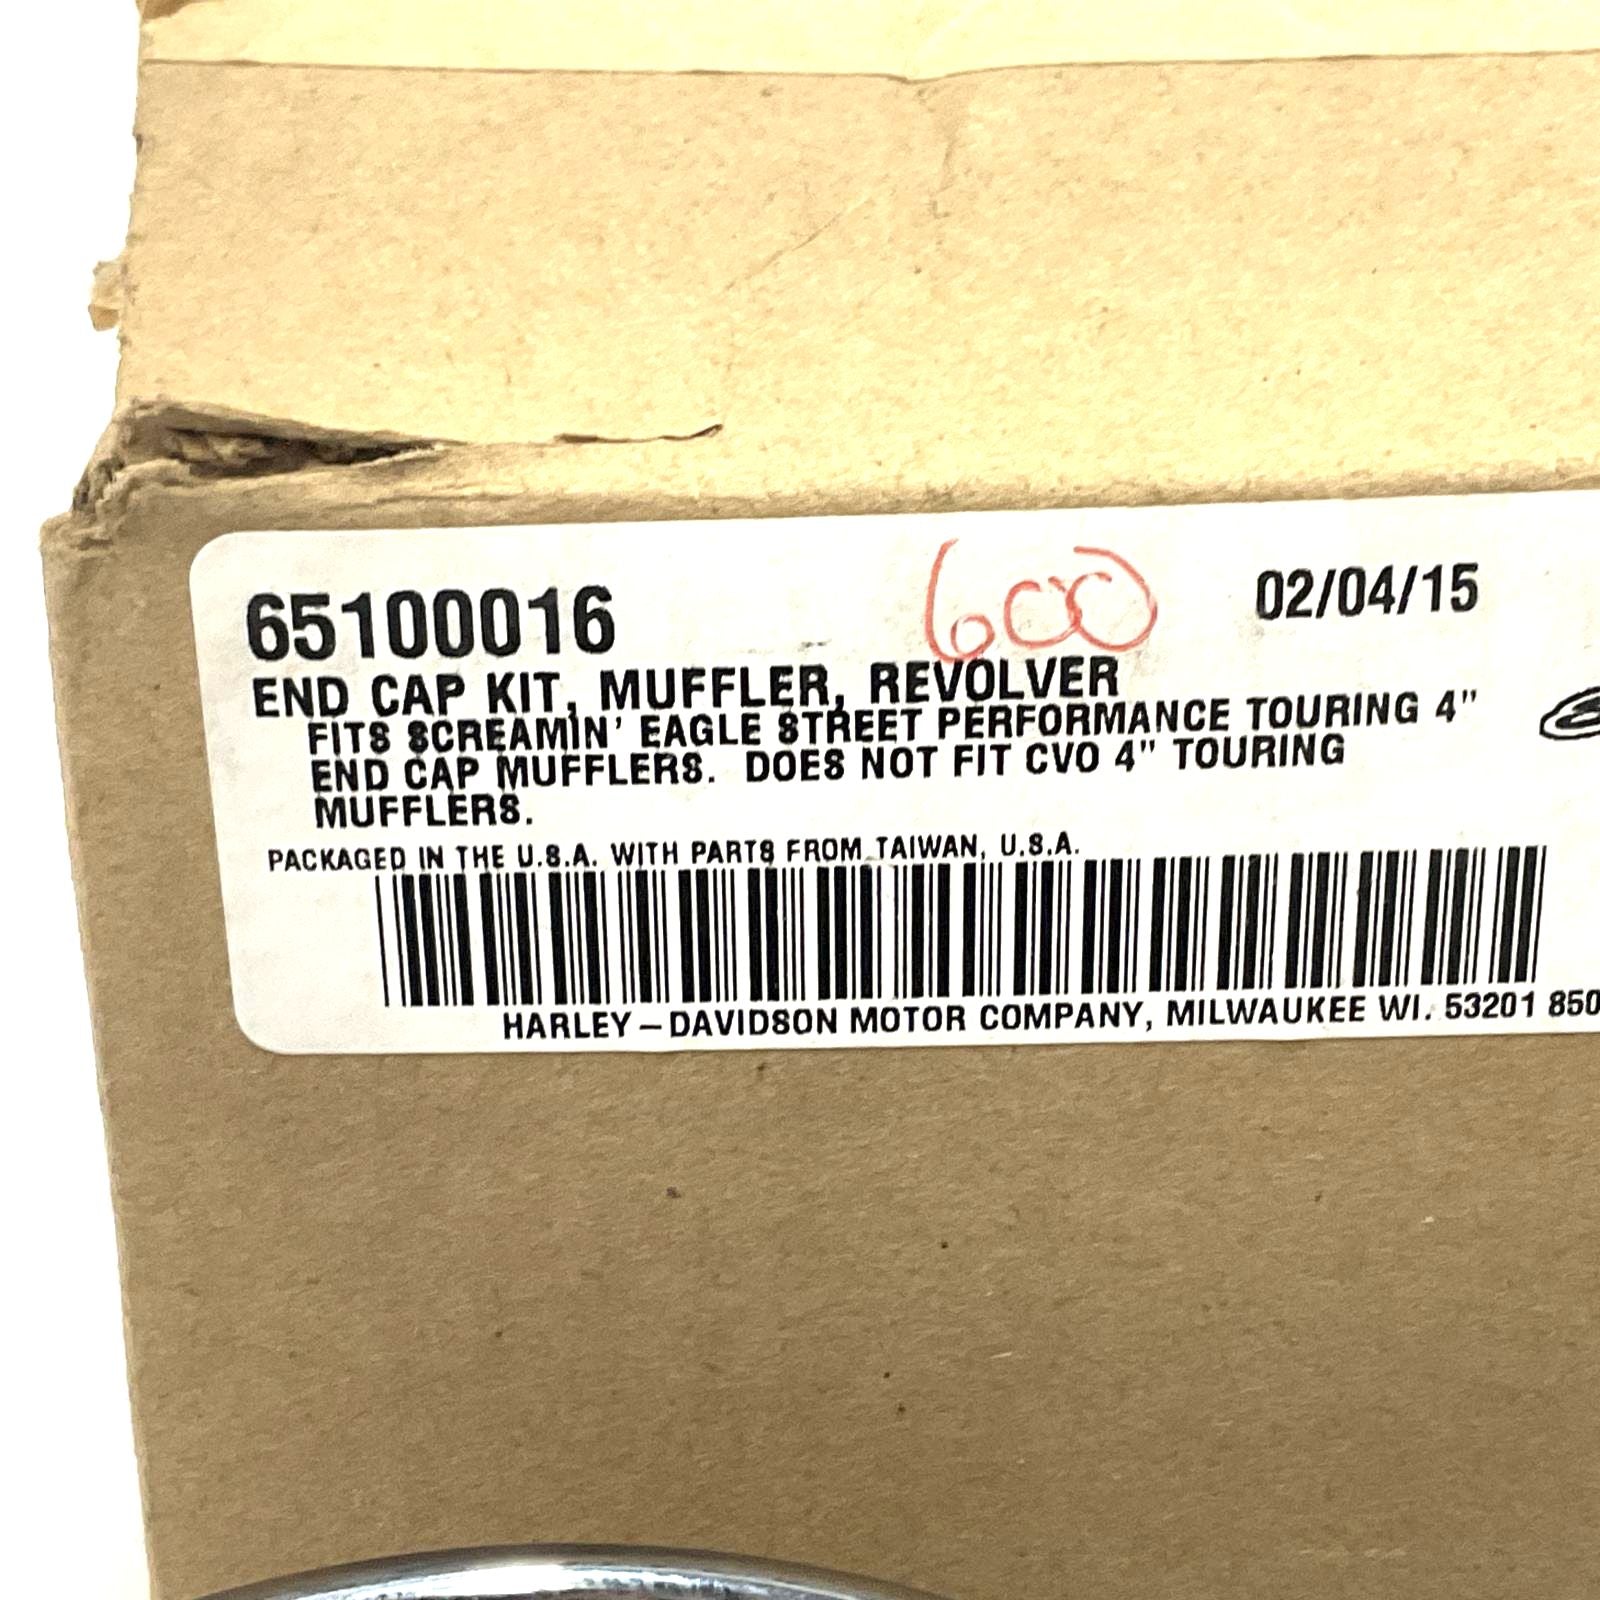 65100016 600 02/04/15
END CAP KIT, MUFFLER, REVOLVER
FITS SCREAMIN' EAGLE STREET PERFORMANCE TOURING 4"
END CAP MUFFLERS. DOES NOT FIT CVO 4" TOURING
MUFFLERS.
PACKAGED IN THE U.S.A. WITH PARTS FROM TAIWAN, U.S.A.
HARLEY-DAVIDSON MOTOR COMPANY, MILWAUKEE WI. 53201 850